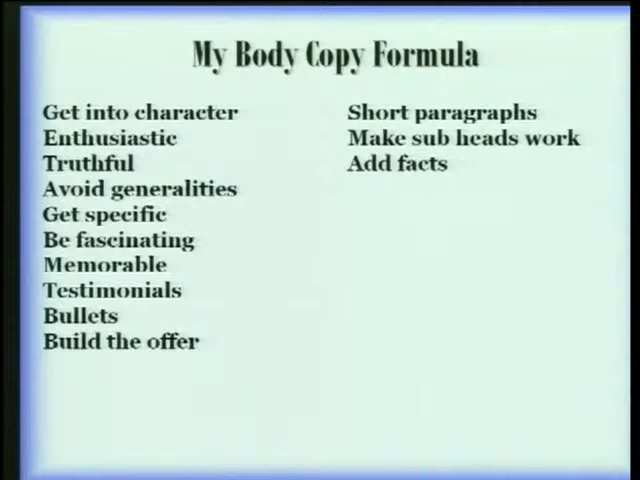 My Body Copy Formula
Get into character
Enthusiastic
Truthful
Avoid generalities
Get specific
Be fascinating
Memorable
Testimonials
Bullets
Build the offer
Short paragraphs
Make sub heads work
Add facts